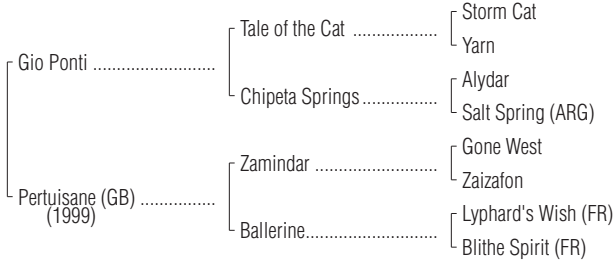 Storm Cat
Tale of the Cat ..................
Yarn
Gio Ponti ..........................
Alydar
Chipeta Springs................
Salt Spring (ARG)
Gone West
Zamindar .........................
Zaizafon
Pertuisane (GB) ................
(1999)
Lyphard's Wish (FR)
Ballerine............................
Blithe Spirit (FR)